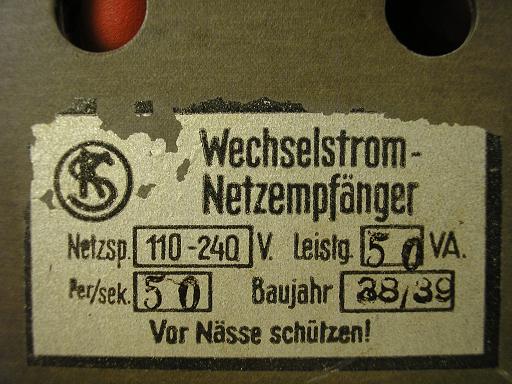 Wechselstrom-
Netzempfänger
Netzsp. 110-240 V. Leistg. 50 VA.
Per/sek. 50 Baujahr 38/39
Vor Nässe schützen!